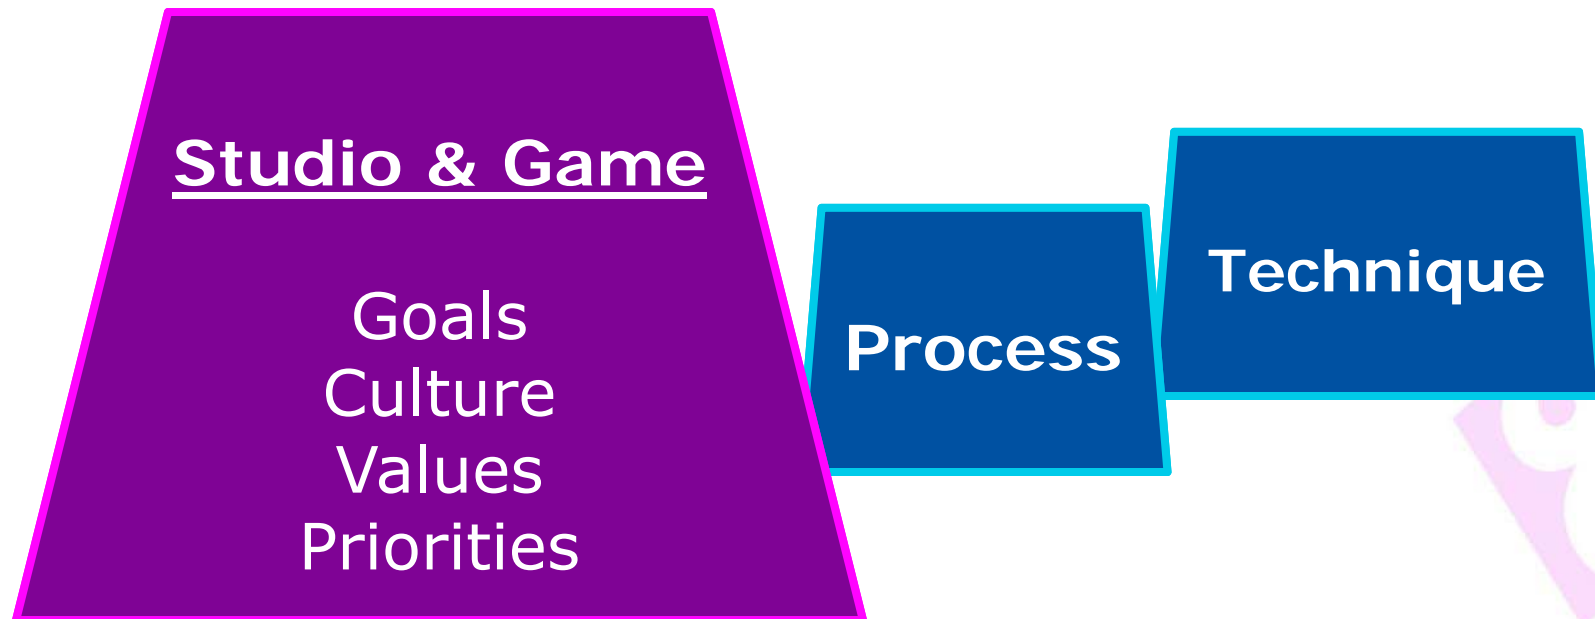 Studio & Game
Goals
Culture
Values
Priorities
Process
Technique